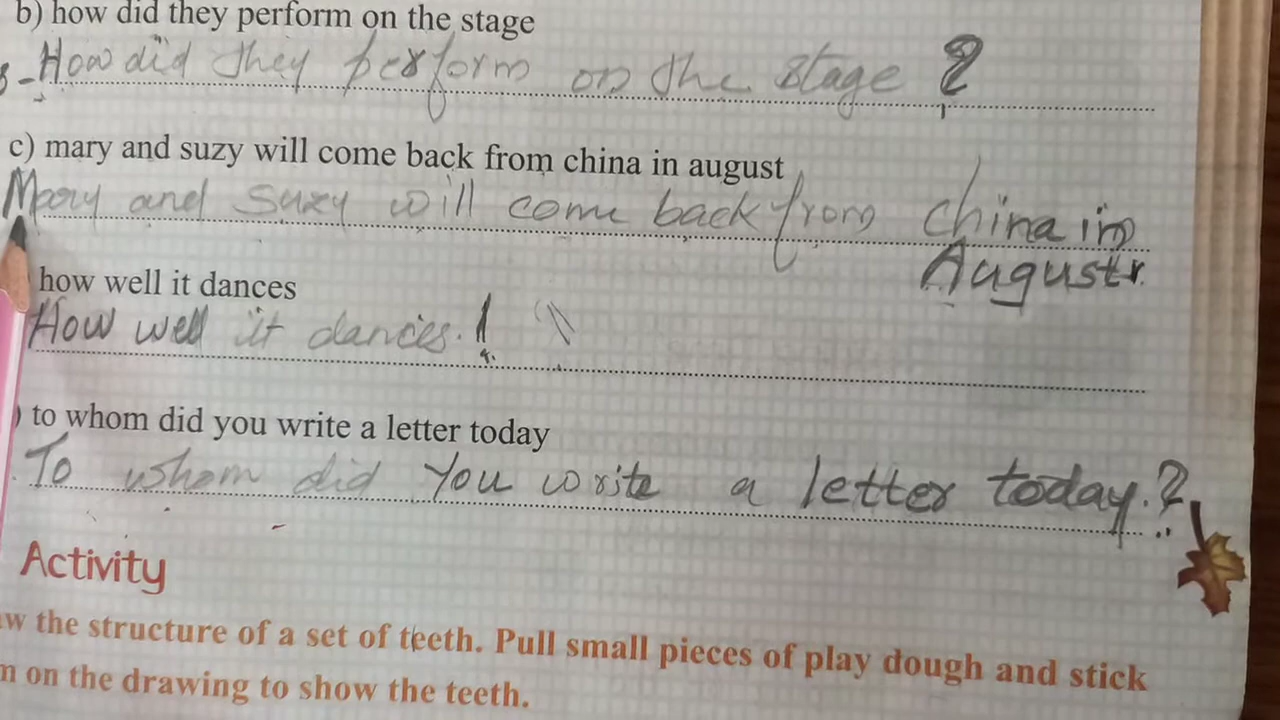 b) how did they perform on the stage
How did they perform on the stage ?
c) mary and suzy will come back from china in august
Mary and Suzy will come back from china in
August.
how well it dances
How well it dances. !
) to whom did you write a letter today
To whom did You write a letter today.?
Activity
w the structure of a set of teeth. Pull small pieces of play dough and stick
m on the drawing to show the teeth.